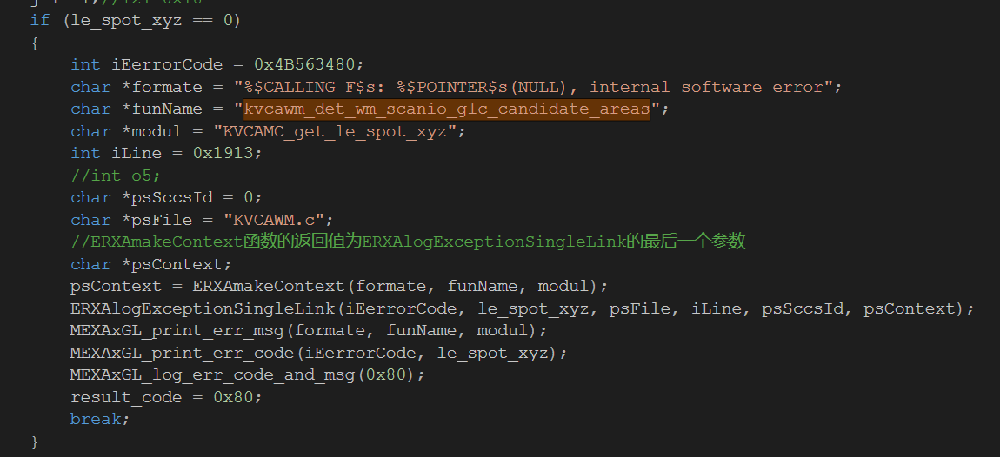 if (le_spot_xyz == 0)
{
int iEerrorCode = 0x4B563480;
char *formate = "%$CALLING_F$s: %$POINTER$s(NULL), internal software error";
char *funName = "kvcawm_det_wm_scanio_glc_candidate_areas";
char *modul = "KVCAMC_get_le_spot_xyz";
int iLine = 0x1913;
//int o5;
char *psSccsId = 0;
char *psFile = "KVCAWM.c";
//ERXAmakeContext函数的返回值为ERXAlogExceptionSingleLink的最后一个参数
char *psContext;
psContext = ERXAmakeContext(formate, funName, modul);
ERXAlogExceptionSingleLink(iEerrorCode, le_spot_xyz, psFile, iLine, psSccsId, psContext);
MEXAxGL_print_err_msg(formate, funName, modul);
MEXAxGL_print_err_code(iEerrorCode, le_spot_xyz);
MEXAxGL_log_err_code_and_msg(0x80);
result_code = 0x80;
break;
}